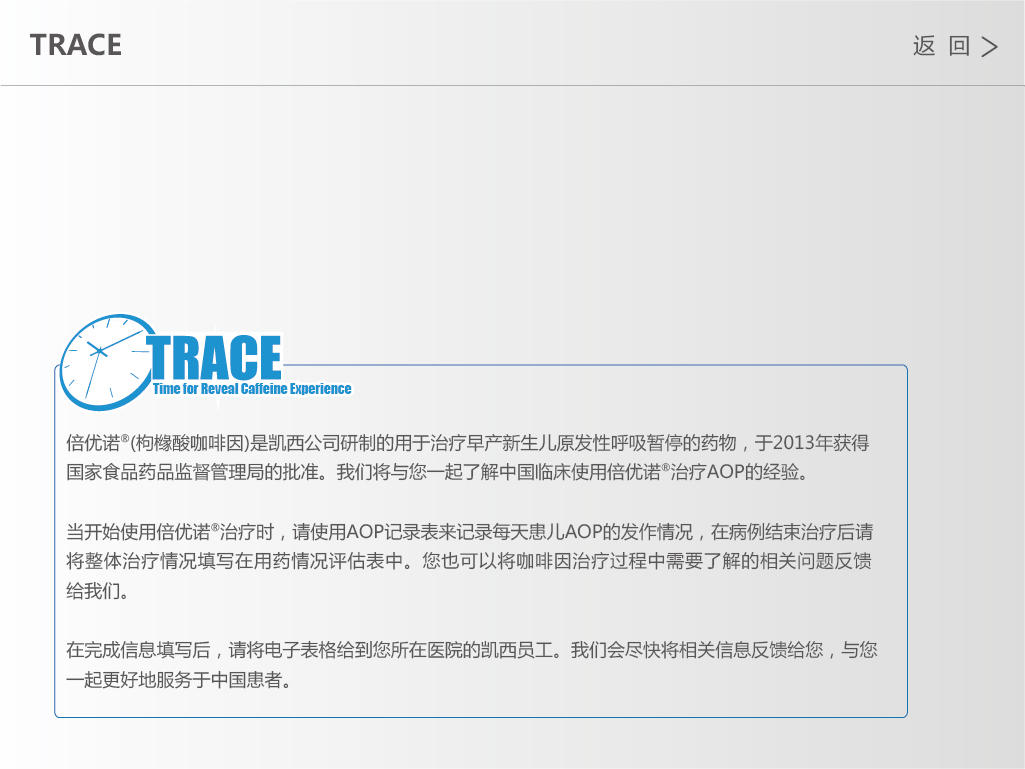 TRACE
返 回
TRACE
Time for Reveal Caffeine Experience
倍优诺®(枸橼酸咖啡因)是凯西公司研制的用于治疗早产新生儿原发性呼吸暂停的药物，于2013年获得
国家食品药品监督管理局的批准。我们将与您一起了解中国临床使用倍优诺®治疗AOP的经验。
当开始使用倍优诺®治疗时，请使用AOP记录表来记录每天患儿AOP的发作情况，在病例结束治疗后请
将整体治疗情况填写在用药情况评估表中。您也可以将咖啡因治疗过程中需要了解的相关问题反馈
给我们。
在完成信息填写后，请将电子表格给到您所在医院的凯西员工。我们会尽快将相关信息反馈给您，与您
一起更好地服务于中国患者。